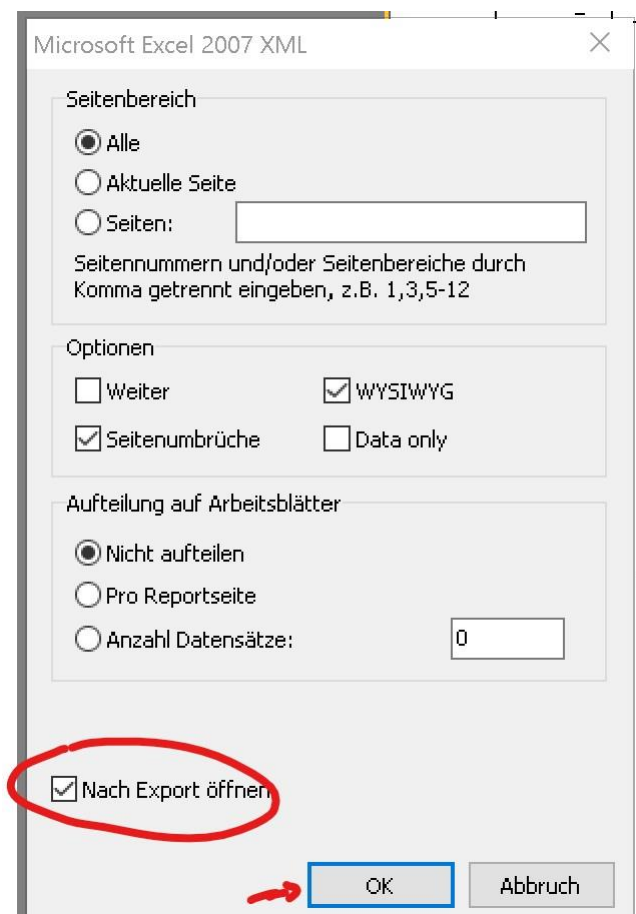 Microsoft Excel 2007 XML
Seitenbereich
Alle
Aktuelle Seite
Seiten:
Seitennummern und/oder Seitenbereiche durch
Komma getrennt eingeben, z.B. 1,3,5-12
Optionen
Weiter WYSIWYG
Seitenumbrüche Data only
Aufteilung auf Arbeitsblätter
Nicht aufteilen
Pro Reportseite
Anzahl Datensätze: 0
Nach Export öffnen
OK Abbruch